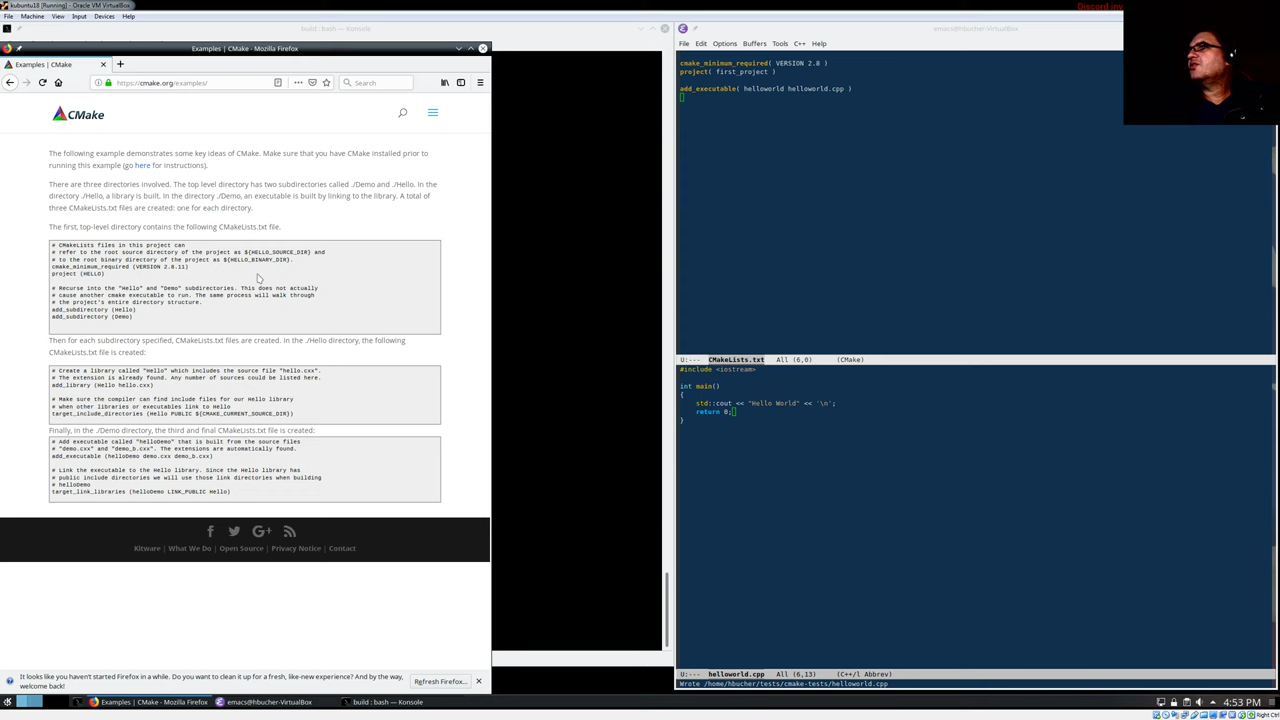 kubuntu18 [Running] - Oracle VM VirtualBox
File Machine View Input Devices Help
build : bash — Konsole
emacs@hbucher-VirtualBox
Examples | CMake - Mozilla Firefox
Examples | CMake
https://cmake.org/examples/
Search
CMake
The following example demonstrates some key ideas of CMake. Make sure that you have CMake installed prior to
running this example (go here for instructions).
There are three directories involved. The top level directory has two subdirectories called ./Demo and ./Hello. In the
directory ./Hello, a library is built. In the directory ./Demo, an executable is built by linking to the library. A total of
three CMakeLists.txt files are created: one for each directory.
The first, top-level directory contains the following CMakeLists.txt file.
# CMakeLists files in this project can
# refer to the root source directory of the project as ${HELLO_SOURCE_DIR} and
# to the root binary directory of the project as ${HELLO_BINARY_DIR}.
cmake_minimum_required (VERSION 2.8.11)
project (HELLO)
# Recurse into the "Hello" and "Demo" subdirectories. This does not actually
# cause another cmake executable to run. The same process will walk through
# the project's entire directory structure.
add_subdirectory (Hello)
add_subdirectory (Demo)
Then for each subdirectory specified, CMakeLists.txt files are created. In the ./Hello directory, the following
CMakeLists.txt file is created:
# Create a library called "Hello" which includes the source file "hello.cxx".
# The extension is already found. Any number of sources could be listed here.
add_library (Hello hello.cxx)
# Make sure the compiler can find include files for our Hello library
# when other libraries or executables link to Hello
target_include_directories (Hello PUBLIC ${CMAKE_CURRENT_SOURCE_DIR})
Finally, in the ./Demo directory, the third and final CMakeLists.txt file is created:
# Add executable called "helloDemo" that is built from the source files
# "demo.cxx" and "demo_b.cxx". The extensions are automatically found.
add_executable (helloDemo demo.cxx demo_b.cxx)
# Link the executable to the Hello library. Since the Hello library has
# public include directories we will use those link directories when building
# helloDemo
target_link_libraries (helloDemo LINK_PUBLIC Hello)
Kitware | What We Do | Open Source | Privacy Notice | Contact
It looks like you haven't started Firefox in a while. Do you want to clean it up for a fresh, like-new experience? And by the way,
welcome back!
Refresh Firefox...
File Edit Options Buffers Tools C++ Help
cmake_minimum_required( VERSION 2.8 )
project( first_project )
add_executable( helloworld helloworld.cpp )
U:--- CMakeLists.txt All (6,0) (CMake)
#include <iostream>
int main()
{
std::cout << "Hello World" << '\n';
return 0;
}
U:--- helloworld.cpp All (6,13) (C++/l Abbrev)
Wrote /home/hbucher/tests/cmake-tests/helloworld.cpp
Discord inv
Examples | CMake - Mozilla Firefox
emacs@hbucher-VirtualBox
build : bash — Konsole
4:53 PM
Right Ctrl